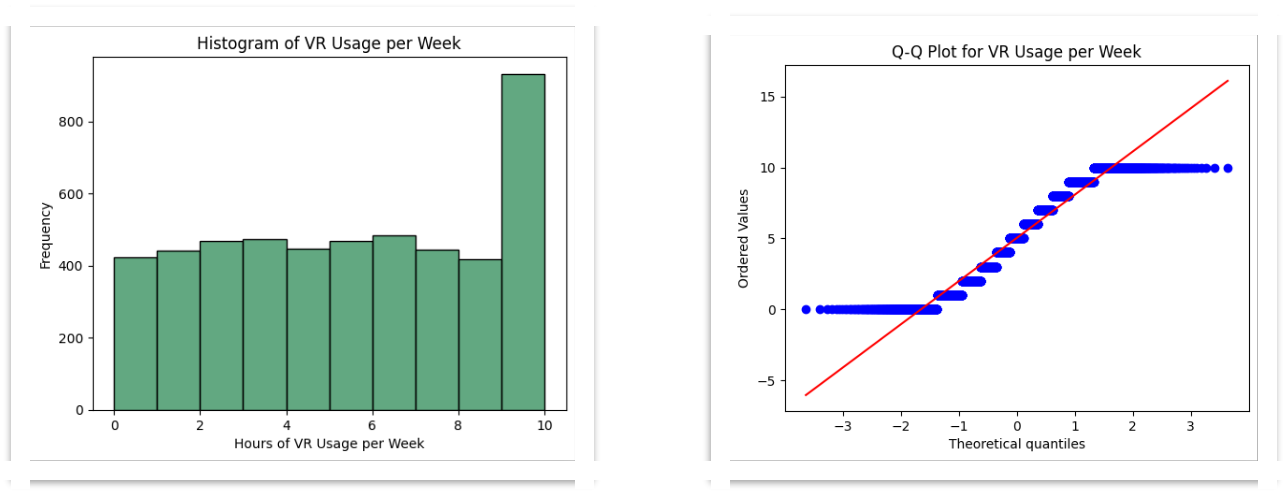 Histogram of VR Usage per Week
800
600
400
200
0
Frequency
0 2 4 6 8 10
Hours of VR Usage per Week
Q-Q Plot for VR Usage per Week
15
10
5
0
−5
Ordered Values
−3 −2 −1 0 1 2 3
Theoretical quantiles